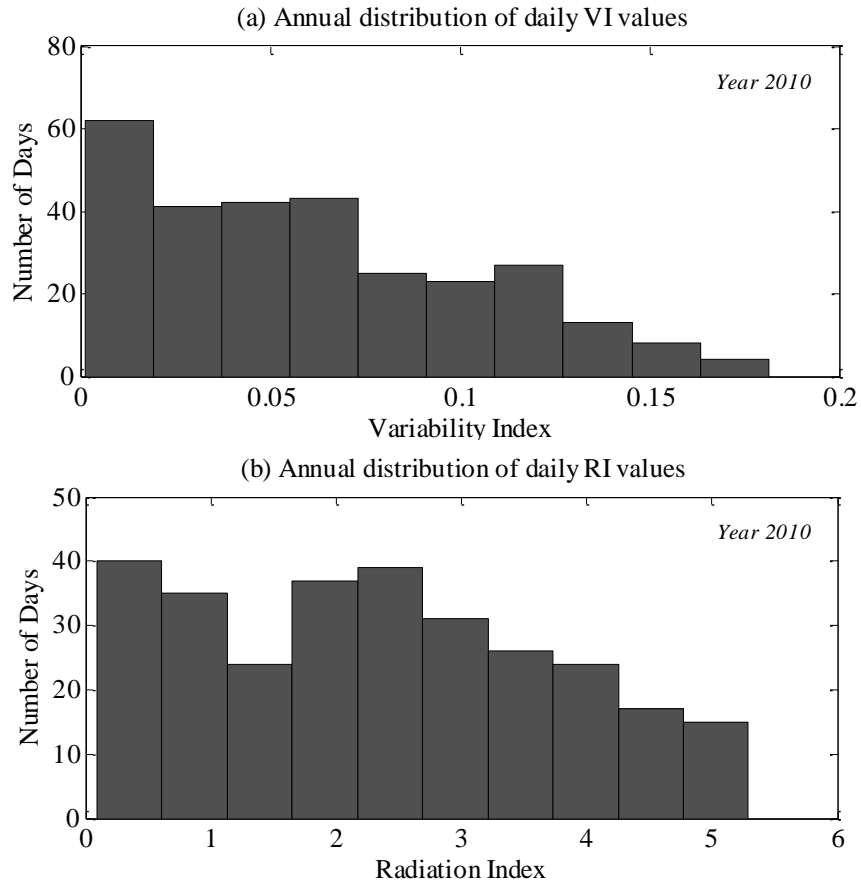 (a) Annual distribution of daily VI values
80
60
40
20
0
Number of Days
Year 2010
0 0.05 0.1 0.15 0.2
Variability Index
(b) Annual distribution of daily RI values
50
40
30
20
10
0
Number of Days
Year 2010
0 1 2 3 4 5 6
Radiation Index